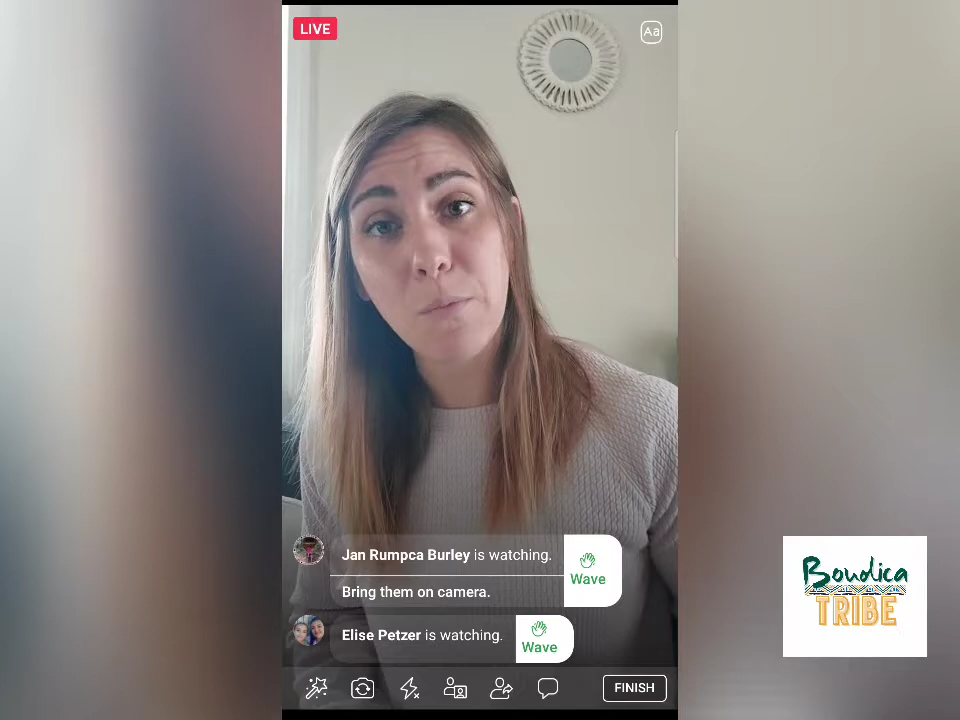 LIVE
Aa
Jan Rumpca Burley is watching.
Wave
Bring them on camera.
Elise Petzer is watching.
Wave
FINISH
Boudica
TRIBE